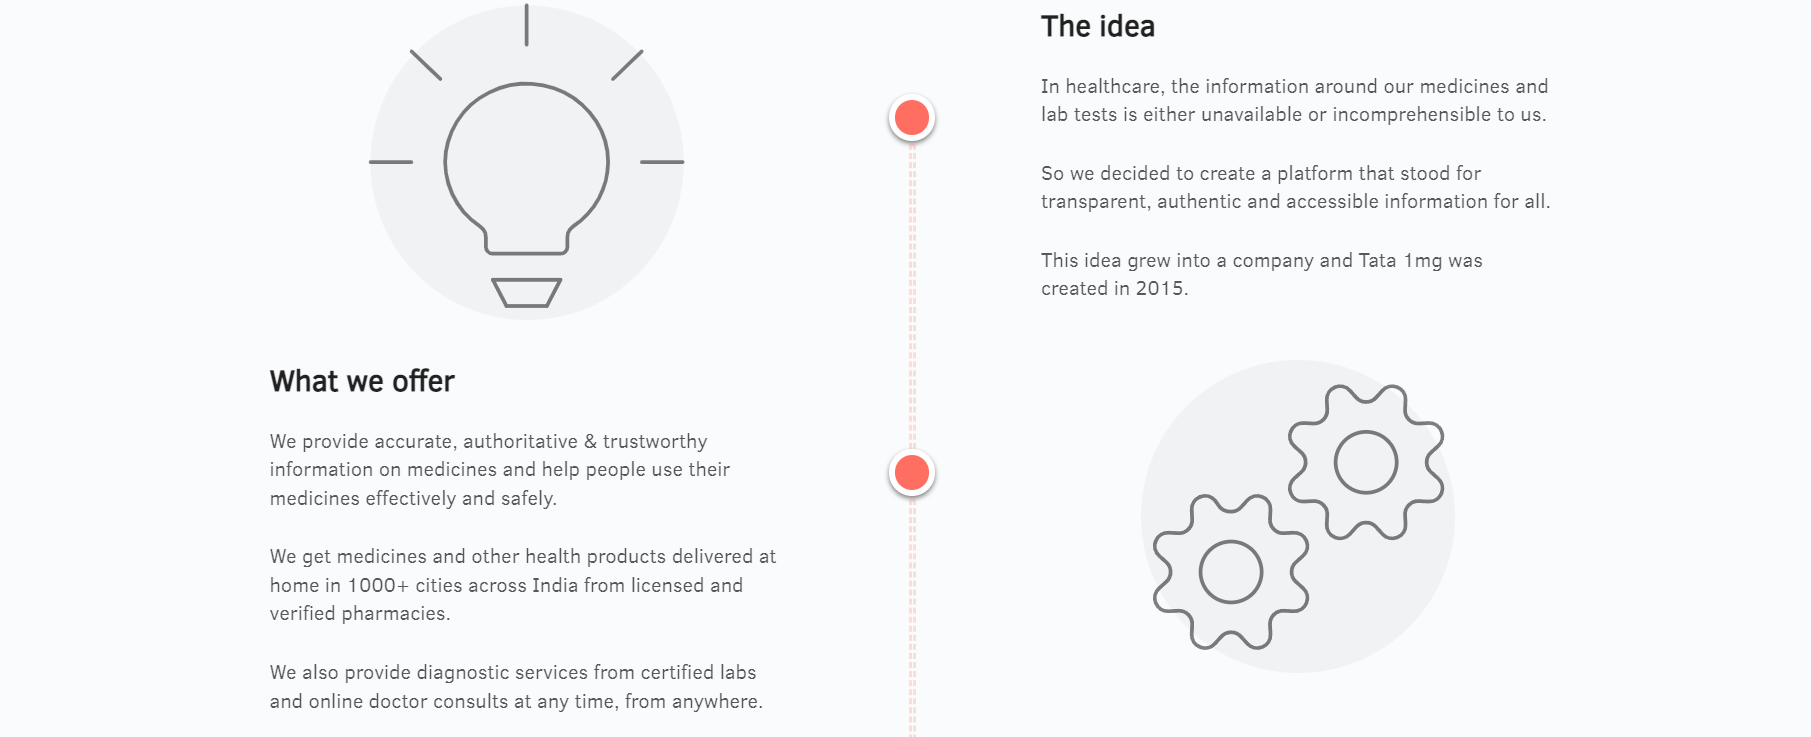 The idea
In healthcare, the information around our medicines and
lab tests is either unavailable or incomprehensible to us.
So we decided to create a platform that stood for
transparent, authentic and accessible information for all.
This idea grew into a company and Tata 1mg was
created in 2015.
What we offer
We provide accurate, authoritative & trustworthy
information on medicines and help people use their
medicines effectively and safely.
We get medicines and other health products delivered at
home in 1000+ cities across India from licensed and
verified pharmacies.
We also provide diagnostic services from certified labs
and online doctor consults at any time, from anywhere.